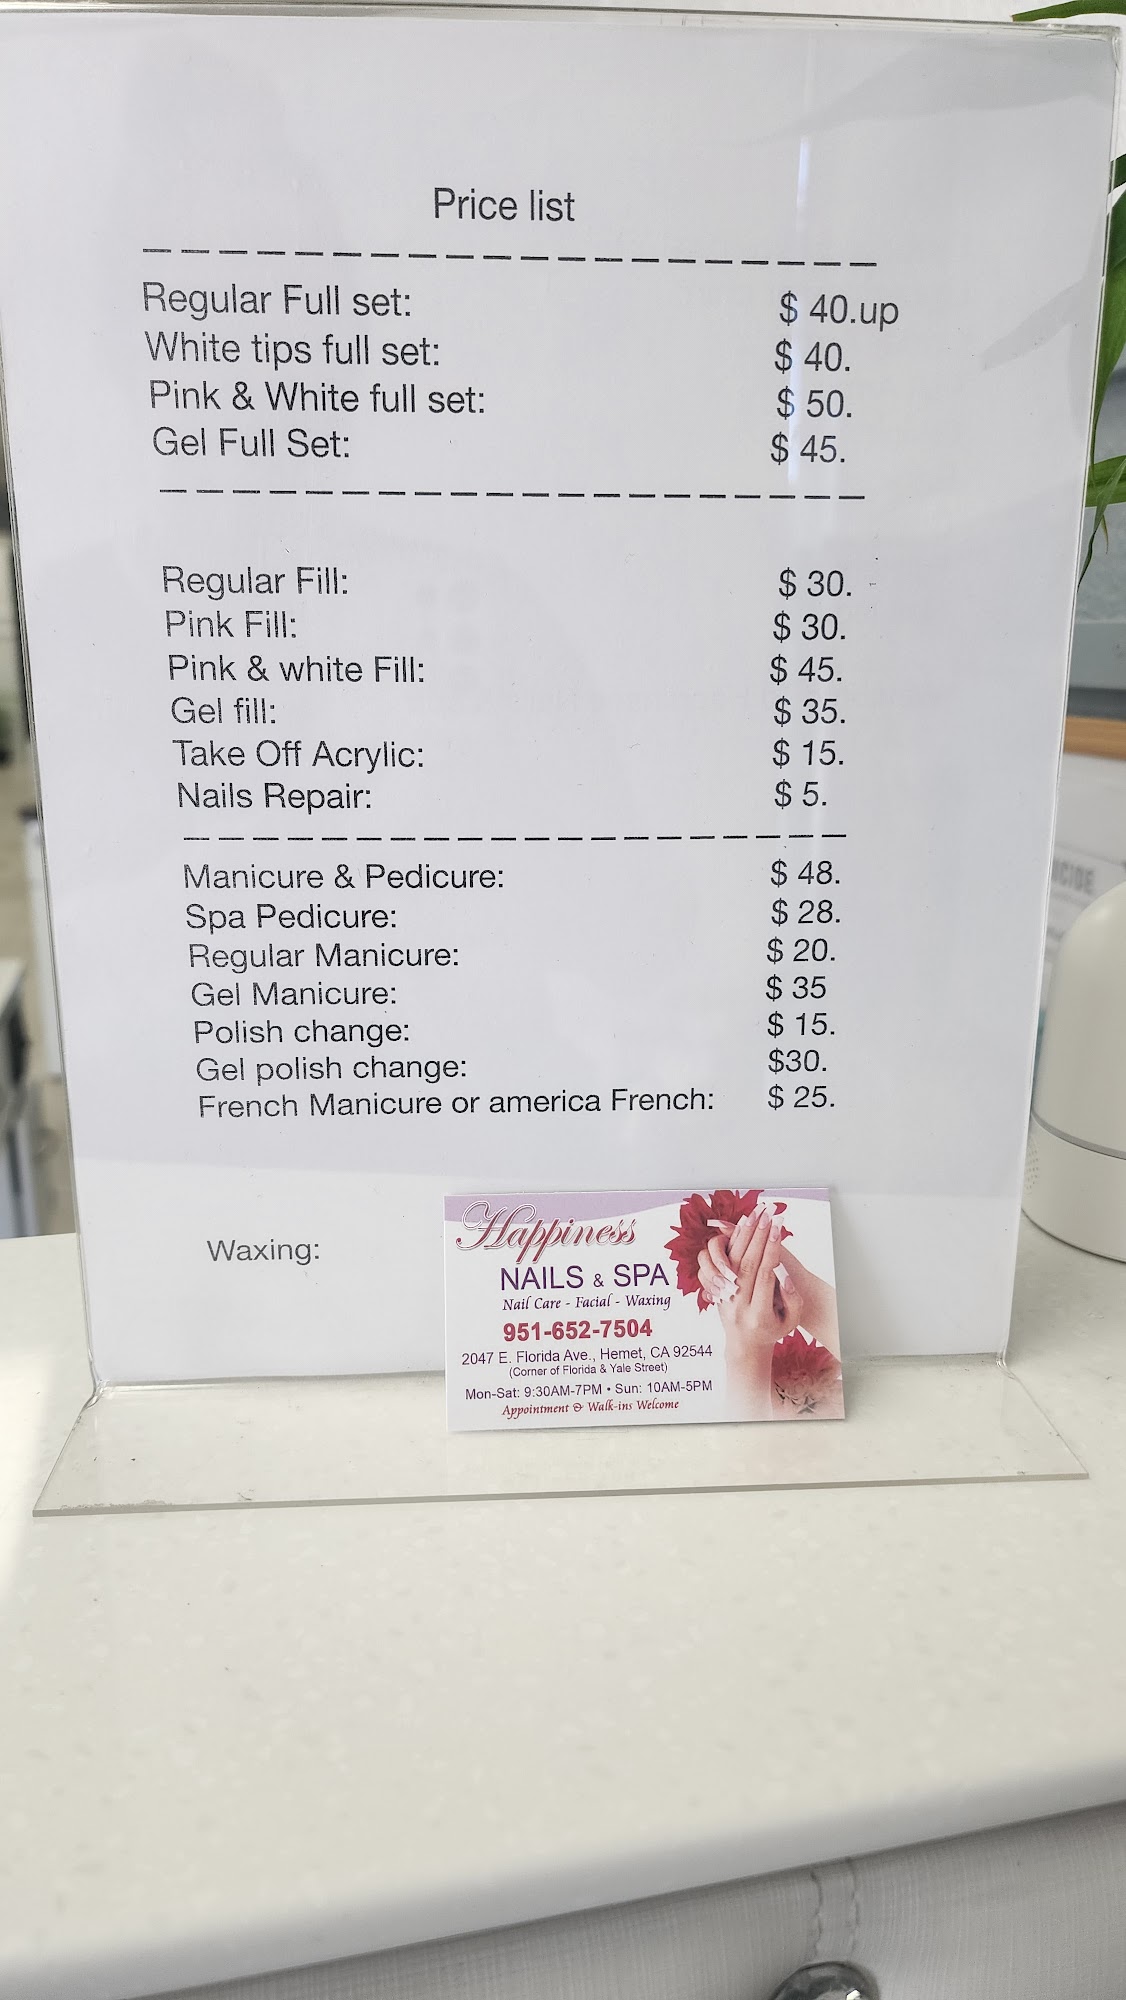 Price list
Regular Full set: $ 40.up
White tips full set: $ 40.
Pink & White full set: $ 50.
Gel Full Set: $ 45.
Regular Fill: $ 30.
Pink Fill: $ 30.
Pink & white Fill: $ 45.
Gel fill: $ 35.
Take Off Acrylic: $ 15.
Nails Repair: $ 5.
Manicure & Pedicure: $ 48.
Spa Pedicure: $ 28.
Regular Manicure: $ 20.
Gel Manicure: $ 35
Polish change: $ 15.
Gel polish change: $30.
French Manicure or america French: $ 25.
Waxing:
Happiness
NAILS & SPA
Nail Care - Facial - Waxing
951-652-7504
2047 E. Florida Ave., Hemet, CA 92544
(Corner of Florida & Yale Street)
Mon-Sat: 9:30AM-7PM • Sun: 10AM-5PM
Appointment & Walk-ins Welcome